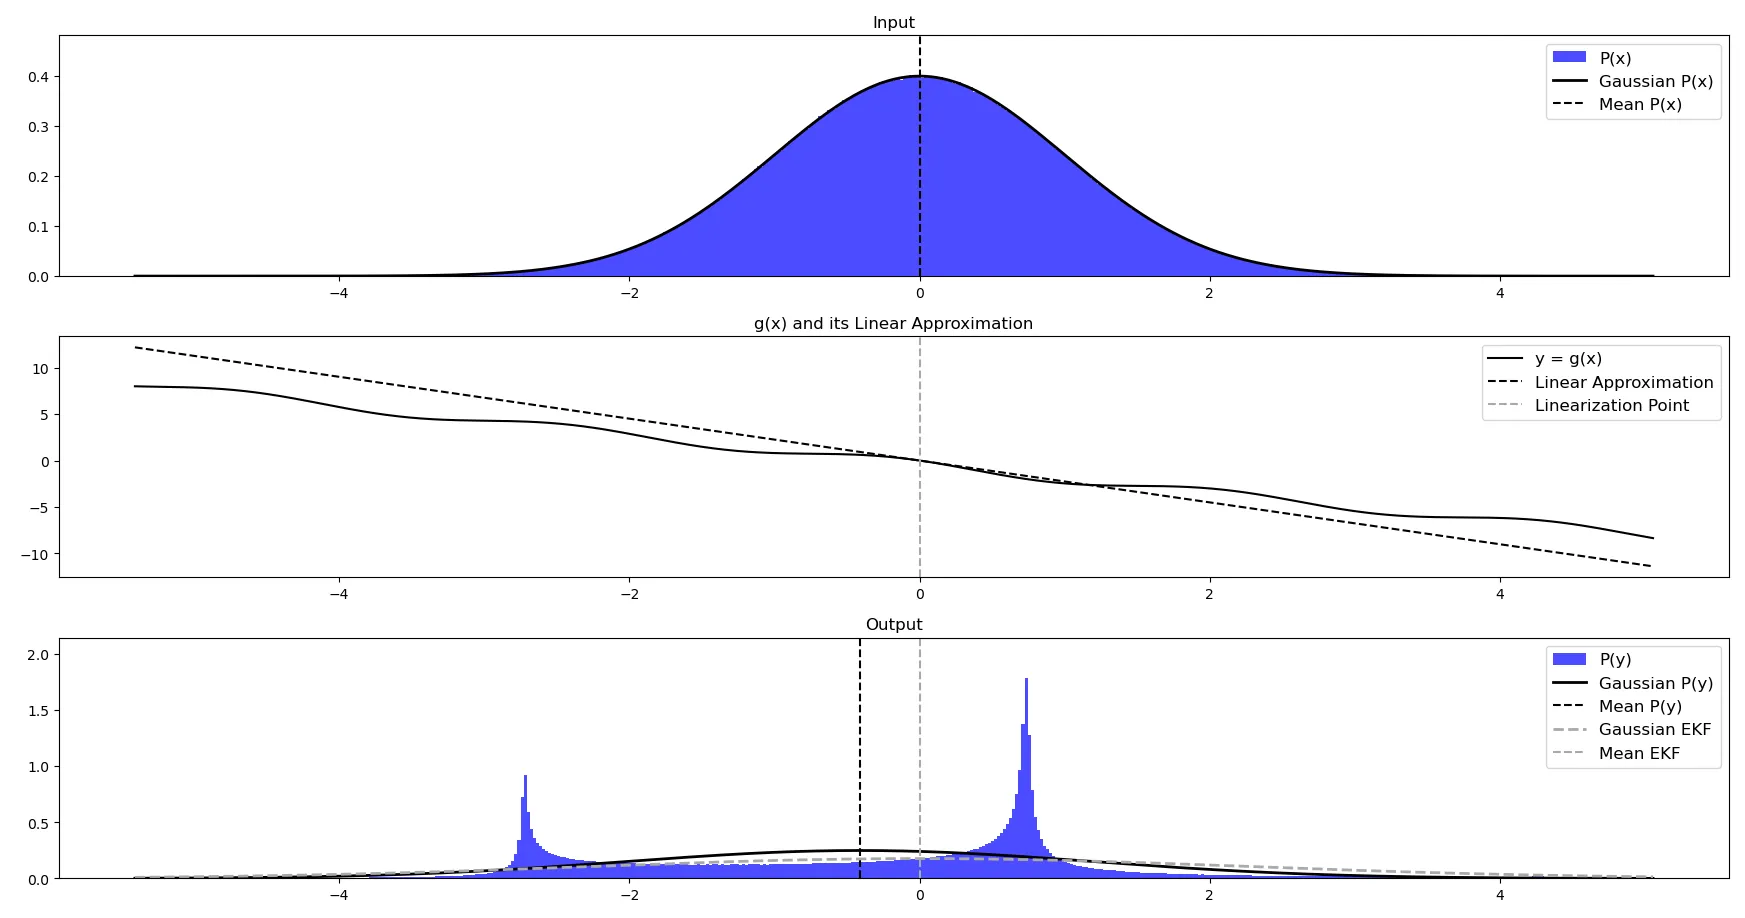 Input
0.4
0.3
0.2
0.1
0.0
P(x)
Gaussian P(x)
Mean P(x)
−4 −2 0 2 4
g(x) and its Linear Approximation
10
5
0
−5
−10
y = g(x)
Linear Approximation
Linearization Point
−4 −2 0 2 4
Output
2.0
1.5
1.0
0.5
0.0
P(y)
Gaussian P(y)
Mean P(y)
Gaussian EKF
Mean EKF
−4 −2 0 2 4